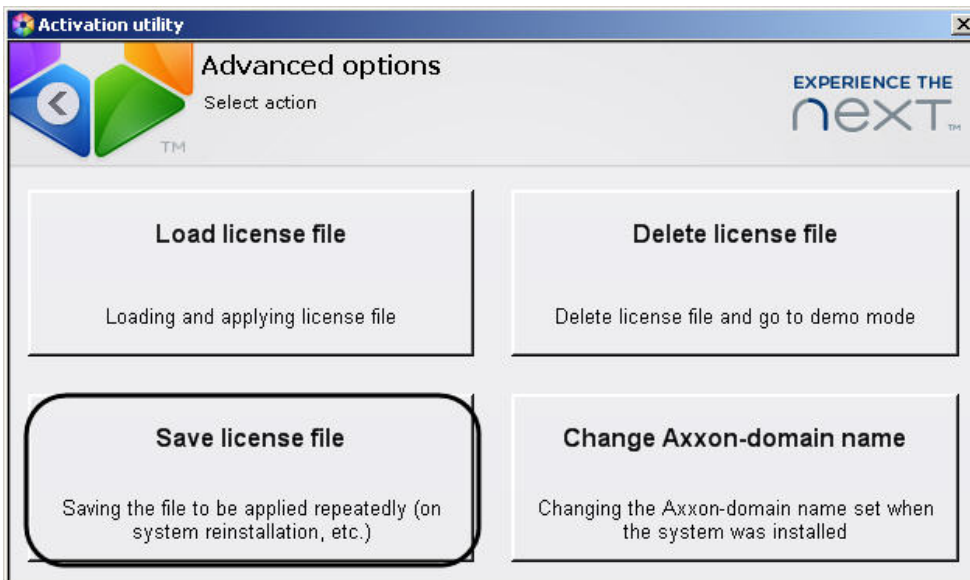 Activation utility
Advanced options
Select action
EXPERIENCE THE
next™
TM
Load license file
Loading and applying license file
Delete license file
Delete license file and go to demo mode
Save license file
Saving the file to be applied repeatedly (on
system reinstallation, etc.)
Change Axxon-domain name
Changing the Axxon-domain name set when
the system was installed